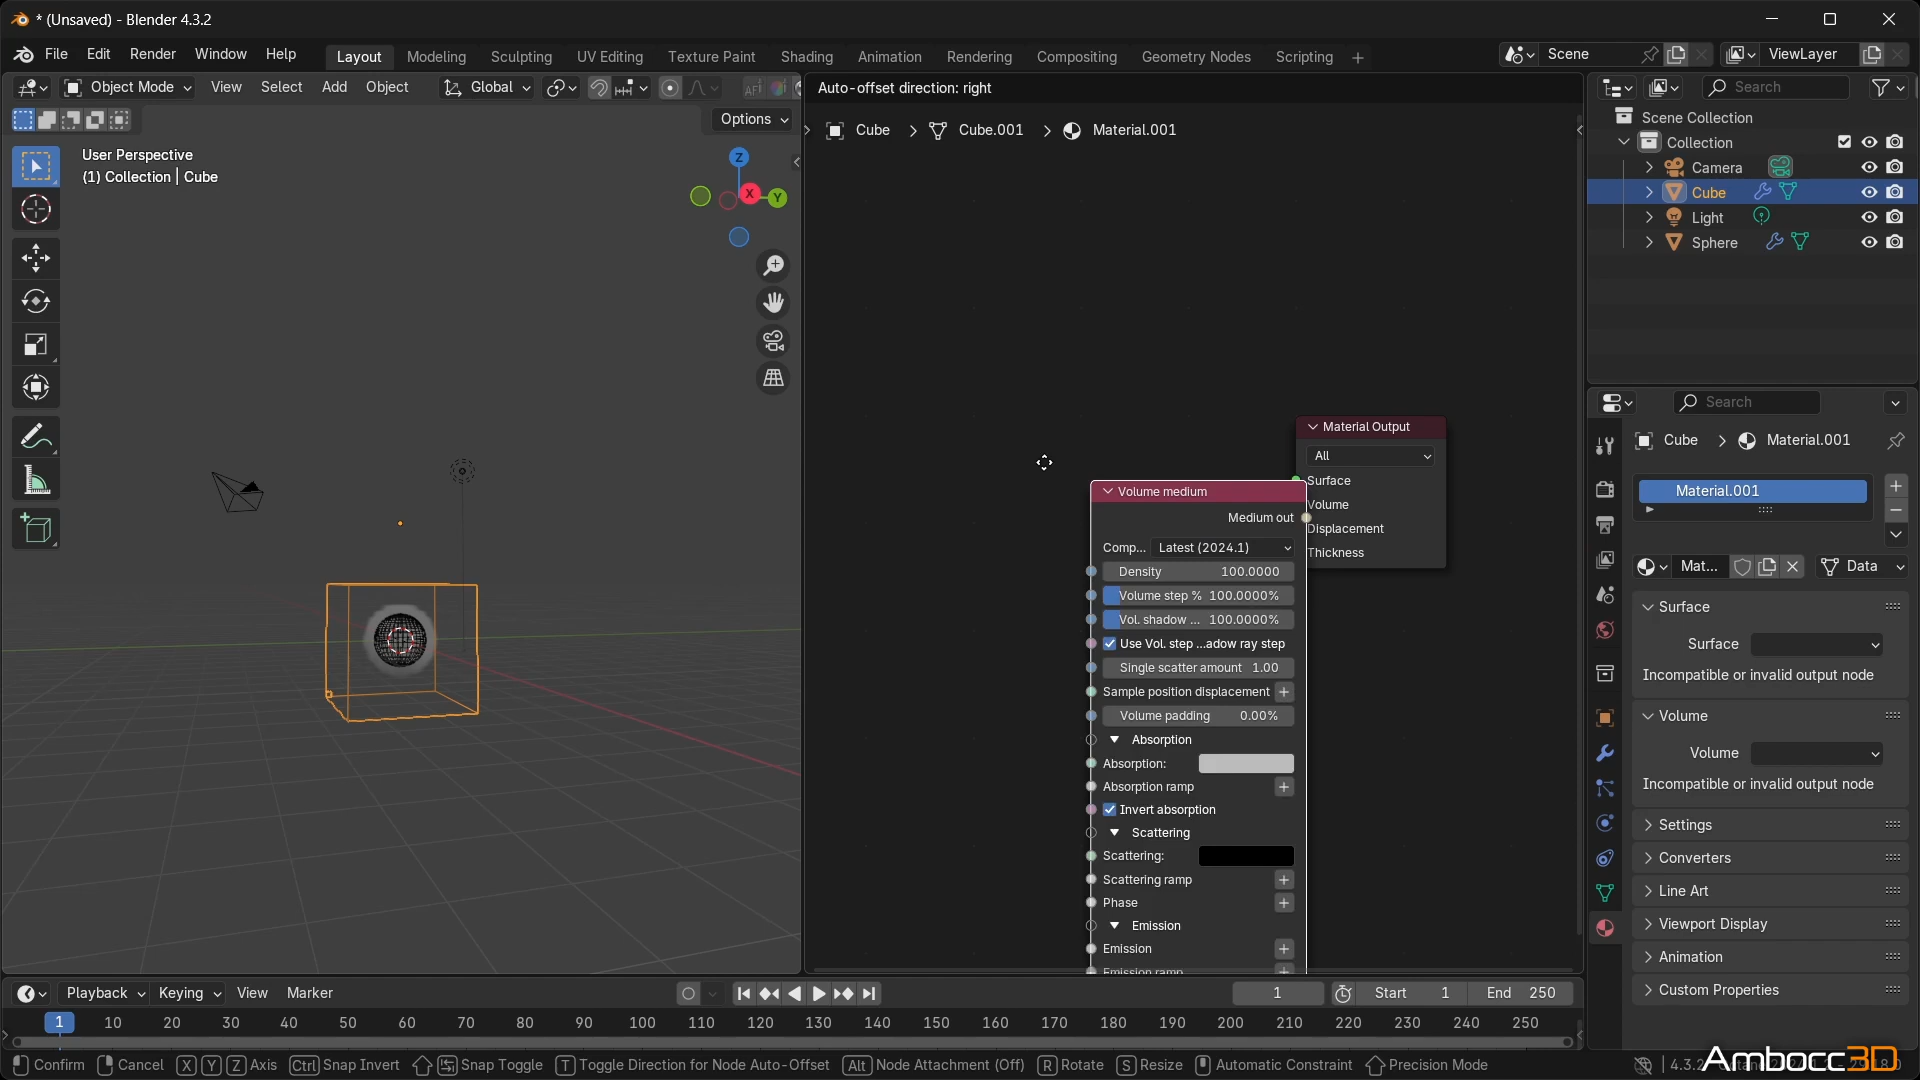 * (Unsaved) - Blender 4.3.2
File Edit Render Window Help
Layout Modeling Sculpting UV Editing Texture Paint Shading Animation Rendering Compositing Geometry Nodes Scripting +
Scene
ViewLayer
Object Mode View Select Add Object Global
Options
User Perspective
(1) Collection | Cube
Z
X
Y
Auto-offset direction: right
Cube > Cube.001 > Material.001
Material Output
All
Surface
Volume
Displacement
Thickness
Volume medium
Medium out
Comp... Latest (2024.1)
Density 100.0000
Volume step % 100.0000%
Vol. shadow ... 100.0000%
Use Vol. step ...adow ray step
Single scatter amount 1.00
Sample position displacement +
Volume padding 0.00%
Absorption
Absorption:
Absorption ramp +
Invert absorption
Scattering
Scattering:
Scattering ramp +
Phase +
Emission
Emission +
Emission ramp
Search
Scene Collection
Collection
Camera
Cube
Light
Sphere
Search
Cube > Material.001
Material.001
Mat... Data
Surface
Surface
Incompatible or invalid output node
Volume
Volume
Incompatible or invalid output node
Settings
Converters
Line Art
Viewport Display
Animation
Custom Properties
Playback Keying View Marker
1 Start 1 End 250
1 10 20 30 40 50 60 70 80 90 100 110 120 130 140 150 160 170 180 190 200 210 220 230 240 250
Confirm Cancel X Y Z Axis Ctrl Snap Invert Snap Toggle T Toggle Direction for Node Auto-Offset Alt Node Attachment (Off) R Rotate S Resize Automatic Constraint Precision Mode
4.3.2
Ambocc3D